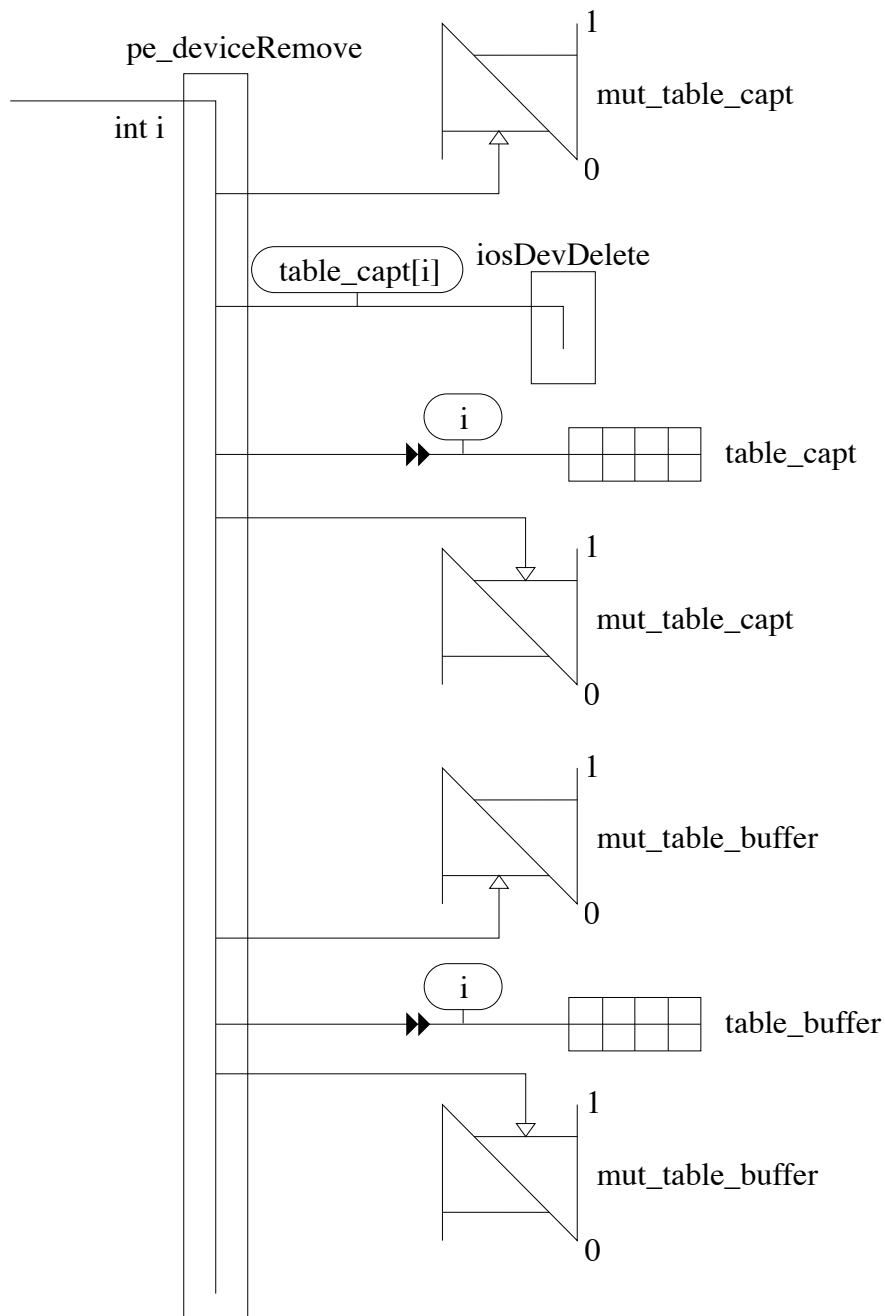 1
pe_deviceRemove
mut_table_capt
int i
0
iosDevDelete
table_capt[i]
i
table_capt
1
mut_table_capt
0
1
mut_table_buffer
0
i
table_buffer
1
mut_table_buffer
0